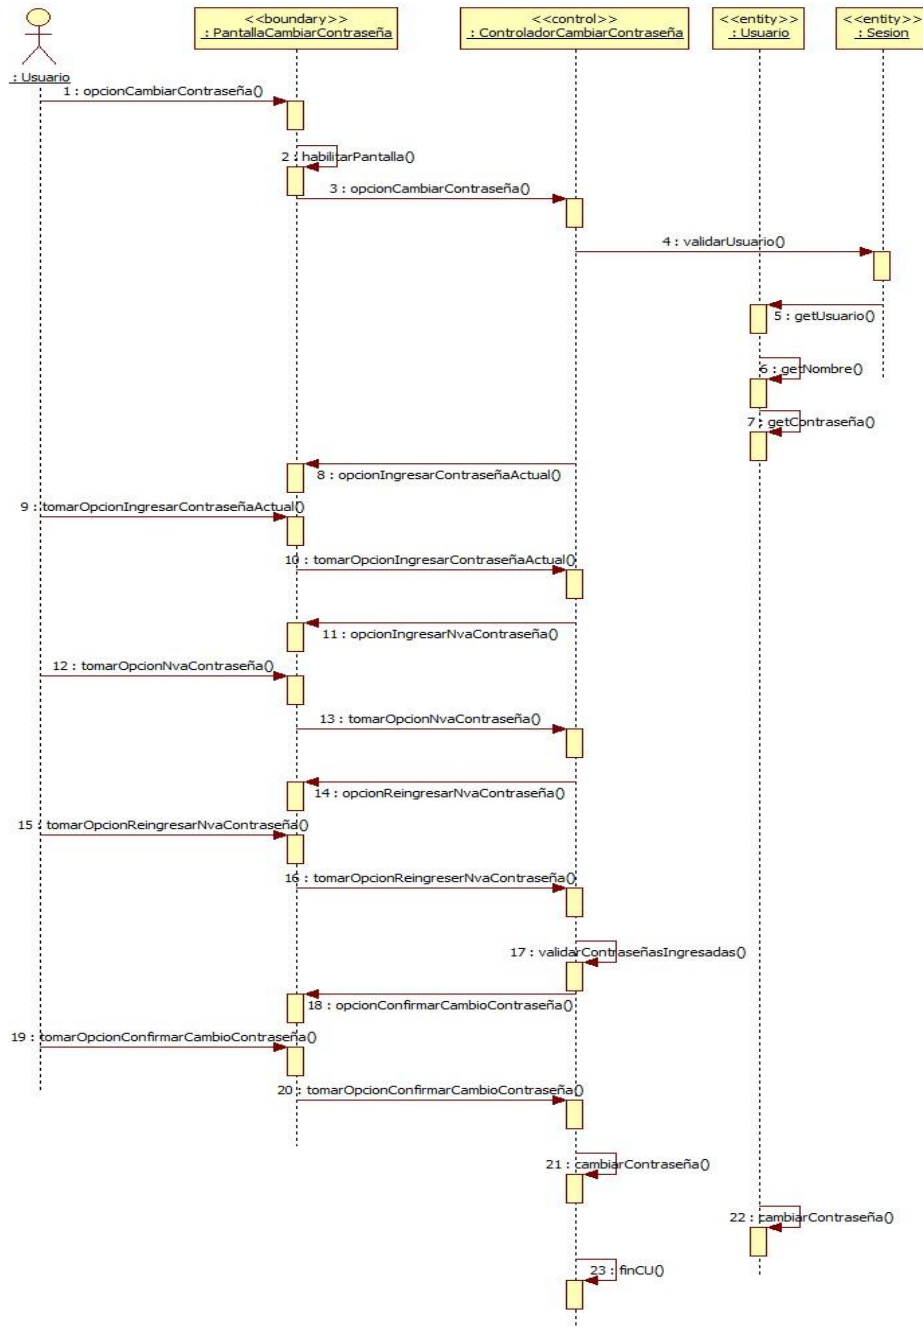 <<boundary>>
: PantallaCambiarContraseña
<<control>>
: ControladorCambiarContraseña
<<entity>>
: Usuario
<<entity>>
: Sesion
: Usuario
1 : opcionCambiarContraseña()
2 : habilitarPantalla()
3 : opcionCambiarContraseña()
4 : validarUsuario()
5 : getUsuario()
6 : getNombre()
7 : getContraseña()
8 : opcionIngresarContraseñaActual()
9 : tomarOpcionIngresarContraseñaActual()
10 : tomarOpcionIngresarContraseñaActual()
11 : opcionIngresarNvaContraseña()
12 : tomarOpcionNvaContraseña()
13 : tomarOpcionNvaContraseña()
14 : opcionReingresarNvaContraseña()
15 : tomarOpcionReingresarNvaContraseña()
16 : tomarOpcionReingreserNvaContraseña()
17 : validarContraseñasIngresadas()
18 : opcionConfirmarCambioContraseña()
19 : tomarOpcionConfirmarCambioContraseña()
20 : tomarOpcionConfirmarCambioContraseña()
21 : cambiarContraseña()
22 : cambiarContraseña()
23 : finCU()